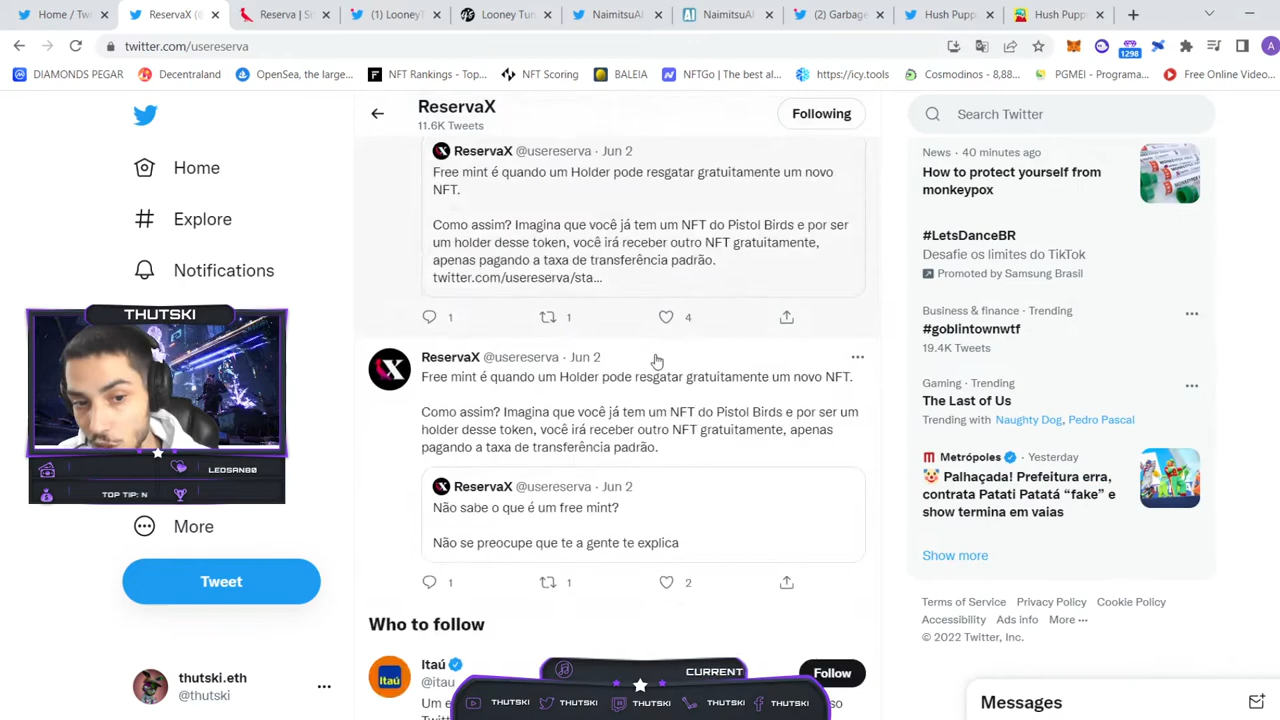 Home / Tw
ReservaX (@
Reserva | Si
(1) LooneyT
Looney Tun
NaimitsuAI
NaimitsuAI
(2) Garbage
Hush Pupp
Hush Puppi
twitter.com/usereserva
1298
A
DIAMONDS PEGAR
Decentraland
OpenSea, the large...
NFT Rankings - Top...
NFT Scoring
BALEIA
NFTGo | The best al...
https://icy.tools
Cosmodinos - 8,88...
PGMEI - Programa...
Free Online Video...
Home
Explore
Notifications
THUTSKI
LEOSAN80
TOP TIP: N
More
Tweet
thutski.eth
@thutski
ReservaX
11.6K Tweets
Following
ReservaX @usereserva · Jun 2
Free mint é quando um Holder pode resgatar gratuitamente um novo
NFT.
Como assim? Imagina que você já tem um NFT do Pistol Birds e por ser
um holder desse token, você irá receber outro NFT gratuitamente,
apenas pagando a taxa de transferência padrão.
twitter.com/usereserva/sta...
1
1
4
ReservaX @usereserva · Jun 2
Free mint é quando um Holder pode resgatar gratuitamente um novo NFT.
Como assim? Imagina que você já tem um NFT do Pistol Birds e por ser um
holder desse token, você irá receber outro NFT gratuitamente, apenas
pagando a taxa de transferência padrão.
ReservaX @usereserva · Jun 2
Não sabe o que é um free mint?
Não se preocupe que te a gente te explica
1
1
2
Who to follow
Itaú
@itau
Follow
CURRENT
THUTSKI
THUTSKI
THUTSKI
THUTSKI
THUTSKI
Search Twitter
News · 40 minutes ago
How to protect yourself from
monkeypox
#LetsDanceBR
Desafie os limites do TikTok
Promoted by Samsung Brasil
Business & finance · Trending
#goblintownwtf
19.4K Tweets
Gaming · Trending
The Last of Us
Trending with Naughty Dog, Pedro Pascal
Metrópoles · Yesterday
🤡 Palhaçada! Prefeitura erra,
contrata Patati Patatá “fake” e
show termina em vaias
Show more
Terms of Service Privacy Policy Cookie Policy
Accessibility Ads info More ···
© 2022 Twitter, Inc.
Messages